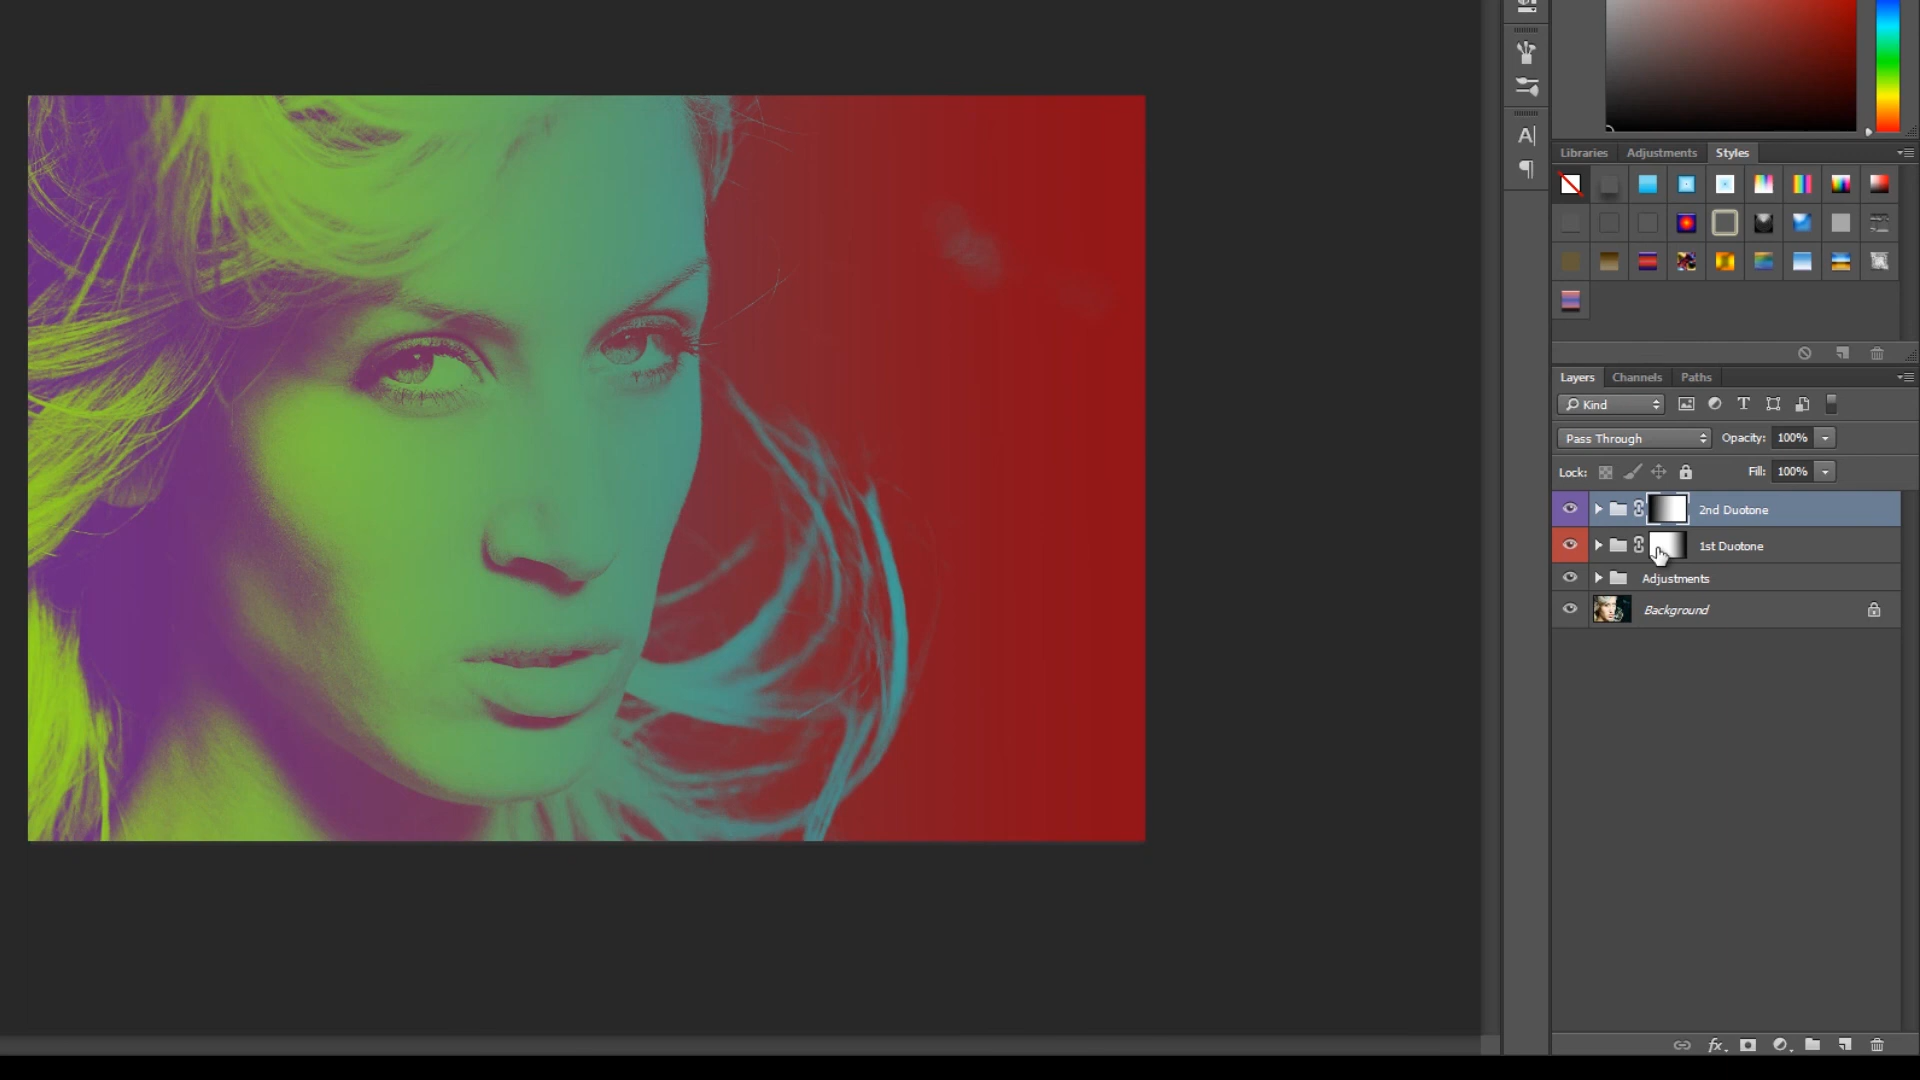 A|
Libraries Adjustments Styles
Layers Channels Paths
Kind T
Pass Through Opacity: 100%
Lock: Fill: 100%
2nd Duotone
1st Duotone
Adjustments
Background
fx